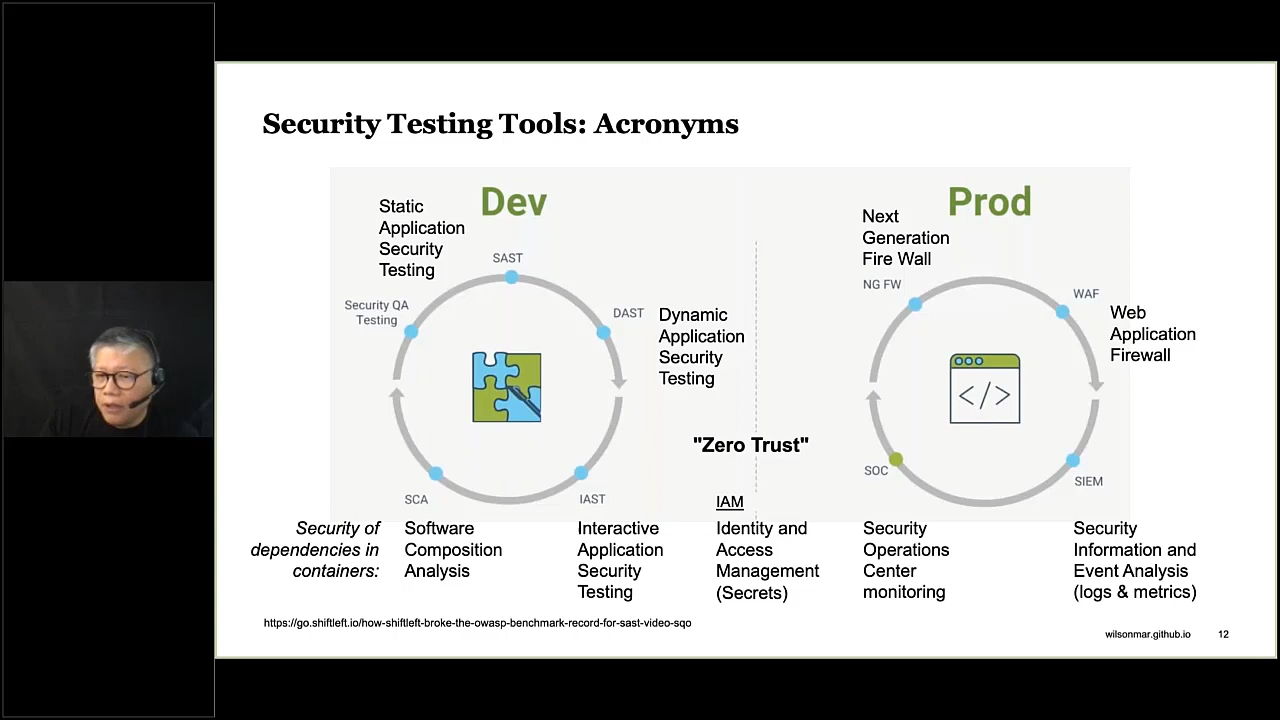 Security Testing Tools: Acronyms
Dev
Static
Application
Security
Testing
SAST
Security QA
Testing
DAST
Dynamic
Application
Security
Testing
SCA
IAST
Security of
dependencies in
containers:
Software
Composition
Analysis
Interactive
Application
Security
Testing
"Zero Trust"
IAM
Identity and
Access
Management
(Secrets)
Prod
Next
Generation
Fire Wall
NG FW
WAF
Web
Application
Firewall
</>
SOC
SIEM
Security
Operations
Center
monitoring
Security
Information and
Event Analysis
(logs & metrics)
https://go.shiftleft.io/how-shiftleft-broke-the-owasp-benchmark-record-for-sast-video-sqo
wilsonmar.github.io
12